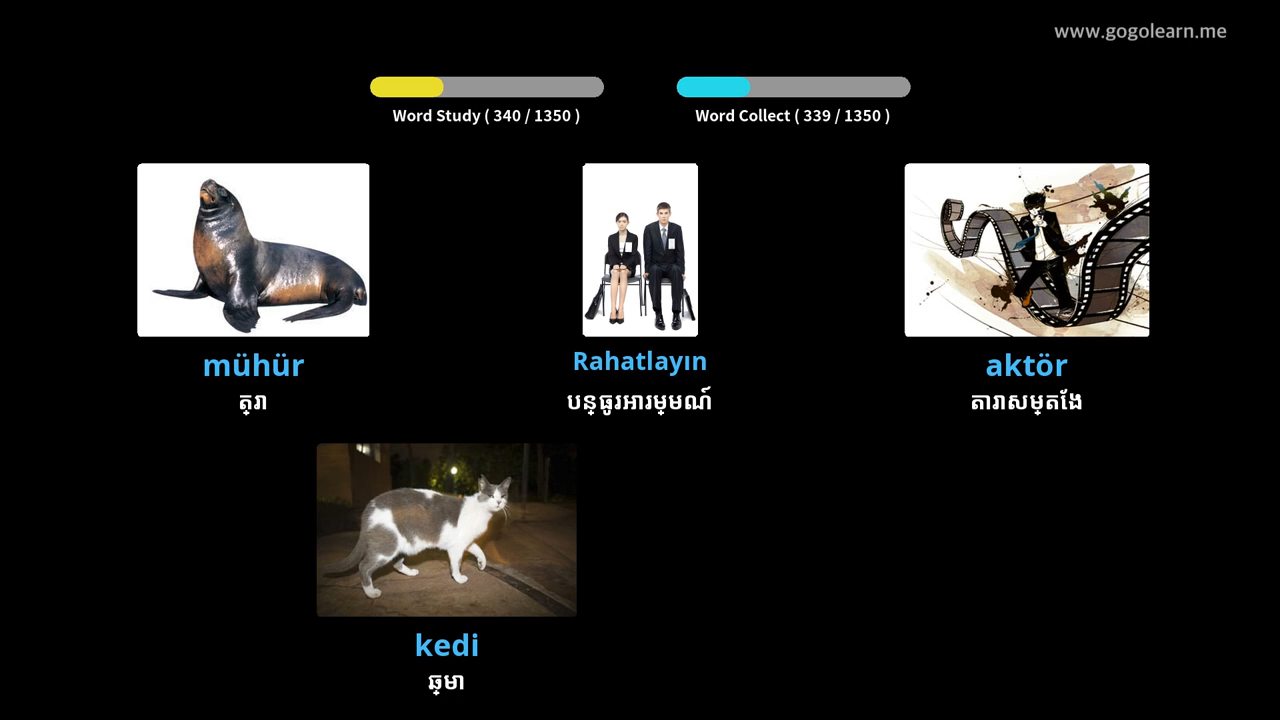 www.gogolearn.me
Word Study ( 340 / 1350 )
Word Collect ( 339 / 1350 )
mühür
ត្រា
Rahatlayın
បន្ធូរអារម្មណ៍
aktör
តារាសម្តែង
kedi
ឆ្មា